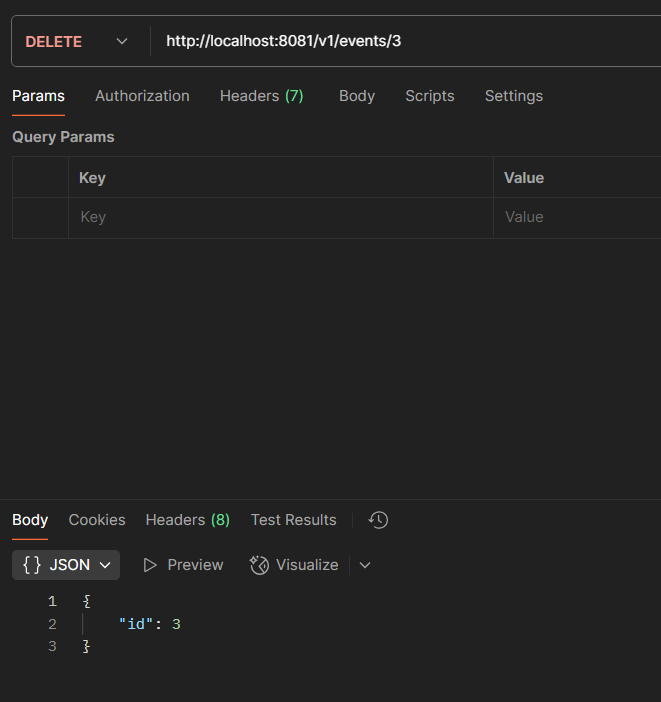 DELETE http://localhost:8081/v1/events/3
Params Authorization Headers (7) Body Scripts Settings
Query Params
Key Value
Key Value
Body Cookies Headers (8) Test Results
{} JSON Preview Visualize
1 {
2 "id": 3
3 }